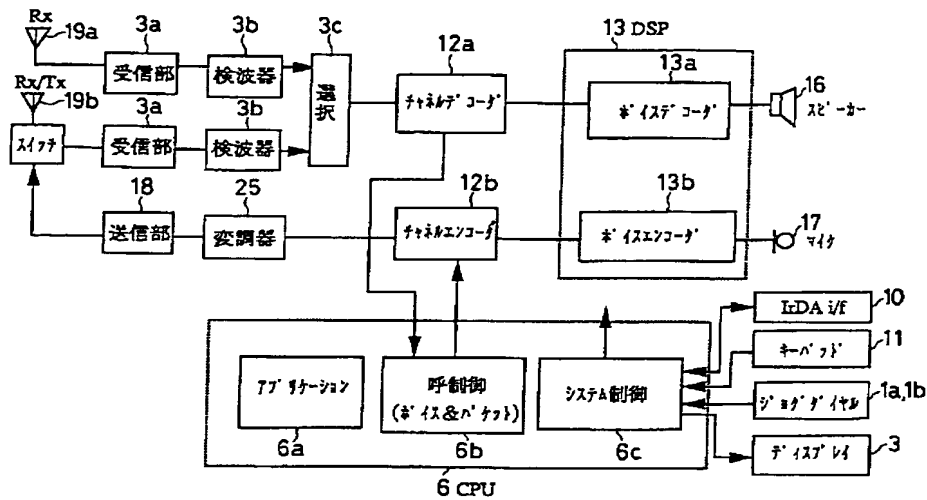 Rx
19a
3a
3b
3c
受信部
検波器
選択
Rx/Tx
19b
3a
3b
スイッチ
受信部
検波器
18
25
送信部
変調器
12a
チャネルデコーダ
12b
チャネルエンコーダ
13 DSP
13a
ボイスデコーダ
13b
ボイスエンコーダ
16
スピーカー
17
マイク
アプリケーション
6a
呼制御
(ボイス&パケット)
6b
システム制御
6c
6 CPU
IrDA i/f
10
キーパッド
11
ジョグダイヤル
1a,1b
ディスプレイ
3